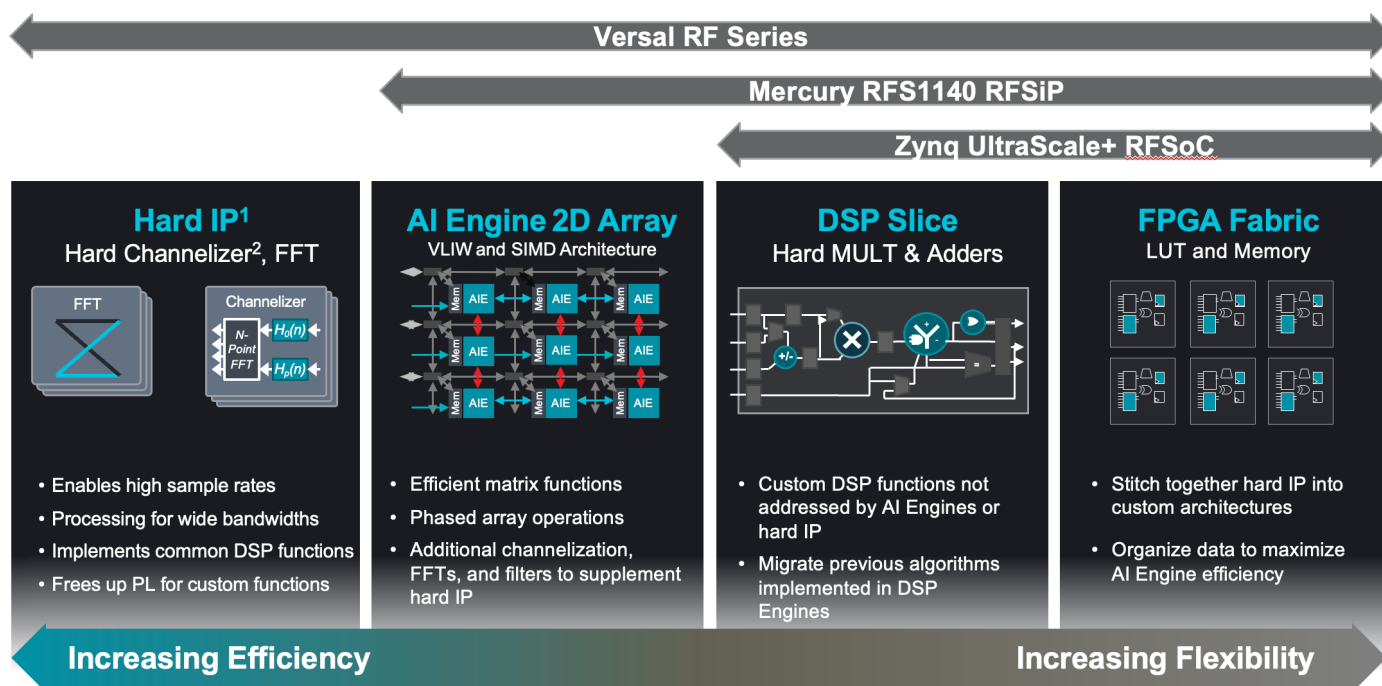 Versal RF Series
Mercury RFS1140 RFSiP
Zynq UltraScale+ RFSoC
Hard IP1
Hard Channelizer2, FFT
FFT
Channelizer
N-
Point
FFT
H0(n)
Hp(n)
• Enables high sample rates
• Processing for wide bandwidths
• Implements common DSP functions
• Frees up PL for custom functions
AI Engine 2D Array
VLIW and SIMD Architecture
Mem AIE Mem AIE Mem AIE
Mem AIE Mem AIE Mem AIE
Mem AIE Mem AIE Mem AIE
• Efficient matrix functions
• Phased array operations
• Additional channelization,
FFTs, and filters to supplement
hard IP
DSP Slice
Hard MULT & Adders
+/-
X
+
-
=
• Custom DSP functions not
addressed by AI Engines or
hard IP
• Migrate previous algorithms
implemented in DSP
Engines
FPGA Fabric
LUT and Memory
• Stitch together hard IP into
custom architectures
• Organize data to maximize
AI Engine efficiency
Increasing Efficiency
Increasing Flexibility